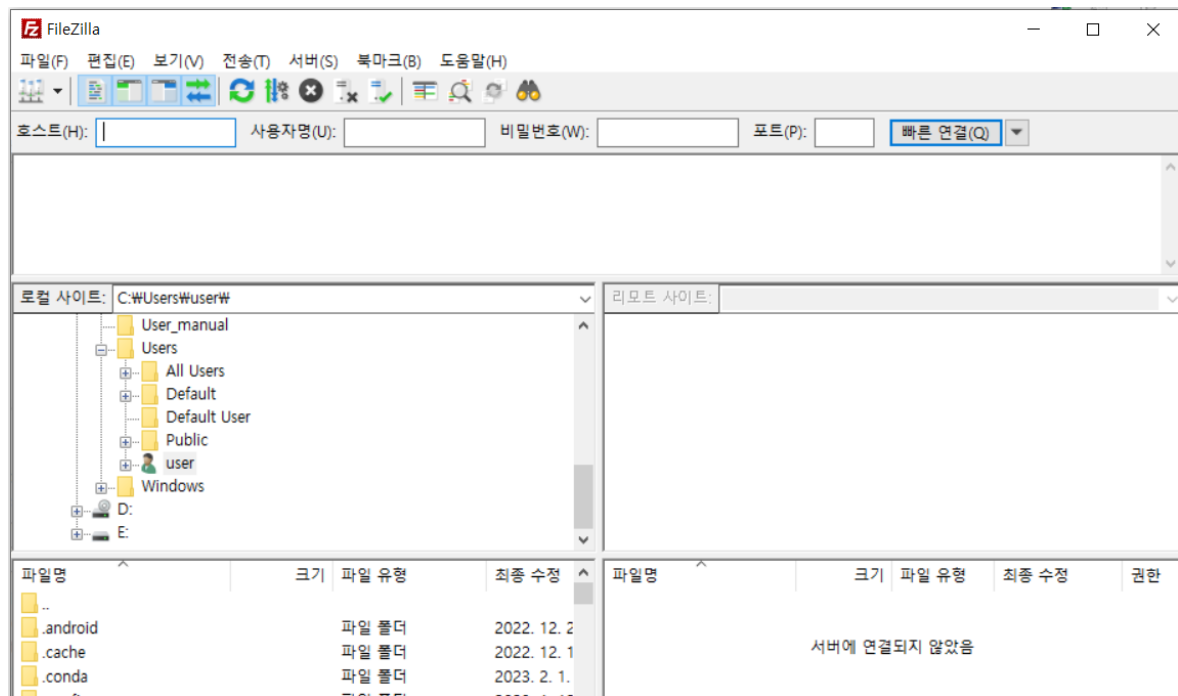 FileZilla
파일(F) 편집(E) 보기(V) 전송(T) 서버(S) 북마크(B) 도움말(H)
호스트(H): 사용자명(U): 비밀번호(W): 포트(P): 빠른 연결(Q)
로컬 사이트: C:₩Users₩user₩
리모트 사이트:
User_manual
Users
All Users
Default
Default User
Public
user
Windows
D:
E:
파일명 크기 파일 유형 최종 수정
..
.android 파일 폴더 2022. 12. 2
.cache 파일 폴더 2022. 12. 1
.conda 파일 폴더 2023. 2. 1.
파일명 크기 파일 유형 최종 수정 권한
서버에 연결되지 않았음